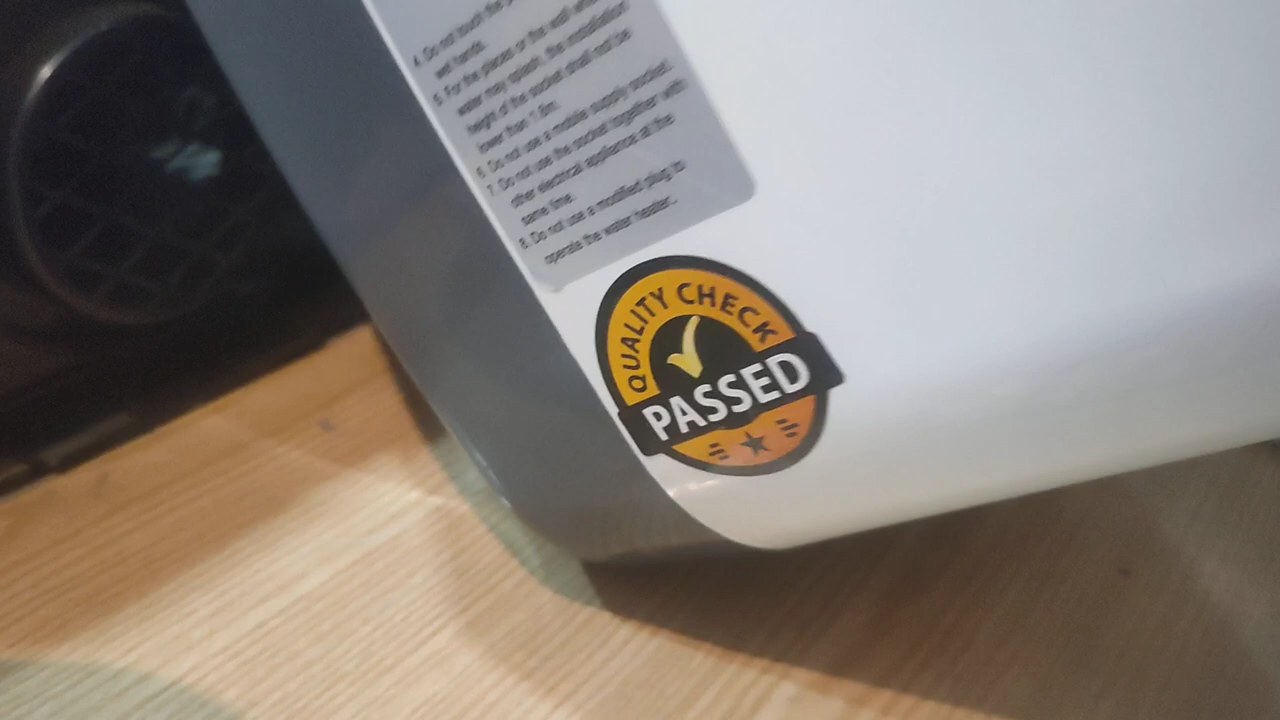 4. Do not touch the
wet hands.
5. For the places or the wall where
water may splash, the installation
height of the socket shall not be
lower than 1.8m.
6. Do not use a mobile supply socket.
7. Do not use the socket together with
other electrical appliance at the
same time.
8. Do not use a modified plug to
operate the water heater.
QUALITY CHECK
PASSED